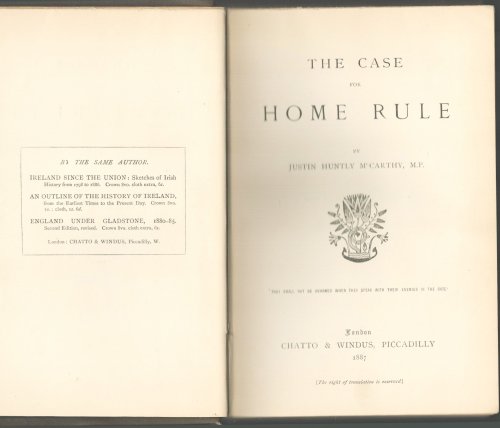 BY THE SAME AUTHOR.
IRELAND SINCE THE UNION: Sketches of Irish
History from 1798 to 1886. Crown 8vo. cloth extra, 6s.
AN OUTLINE OF THE HISTORY OF IRELAND,
from the Earliest Times to the Present Day. Crown 8vo.
1s.; cloth, 1s. 6d.
ENGLAND UNDER GLADSTONE, 1880-85.
Second Edition, revised. Crown 8vo. cloth extra, 6s.
London: CHATTO & WINDUS, Piccadilly, W.
THE CASE
FOR
HOME RULE
BY
JUSTIN HUNTLY McCARTHY, M.P.
'THEY SHALL NOT BE ASHAMED WHEN THEY SPEAK WITH THEIR ENEMIES IN THE GATE'
London
CHATTO & WINDUS, PICCADILLY
1887
[The right of translation is reserved]